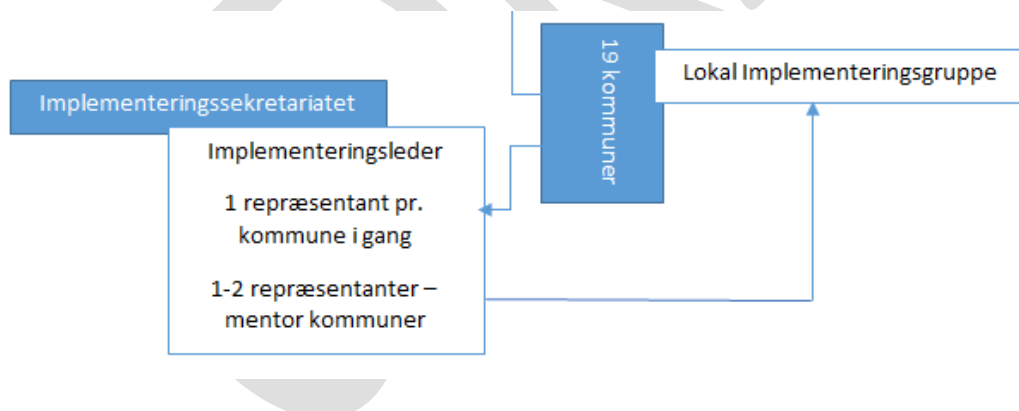 19 kommuner
Lokal Implementeringsgruppe
Implementeringssekretariatet
Implementeringsleder
1 repræsentant pr.
kommune i gang
1-2 repræsentanter –
mentor kommuner